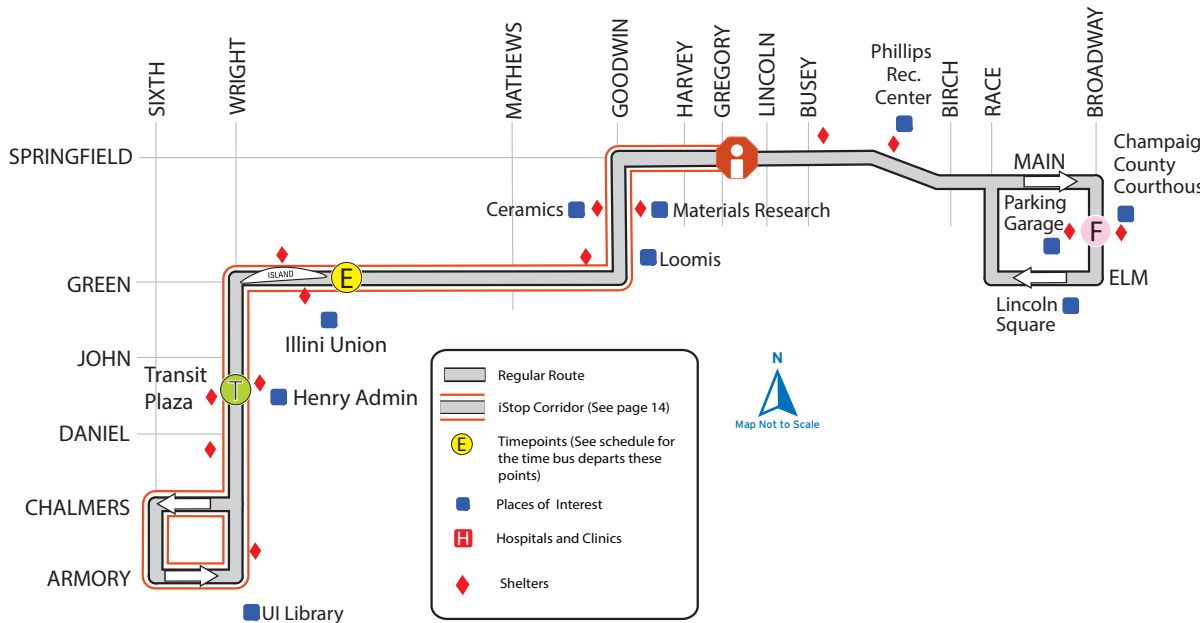 SIXTH
WRIGHT
MATHEWS
GOODWIN
HARVEY
GREGORY
LINCOLN
BUSEY
Phillips
Rec.
Center
BIRCH
RACE
BROADWAY
SPRINGFIELD
MAIN
Champaig
County
Courthous
Ceramics
Materials Research
Parking
Garage
F
Loomis
GREEN
ISLAND
E
ELM
Lincoln
Square
Illini Union
JOHN
Transit
Plaza
T
Henry Admin
DANIEL
CHALMERS
ARMORY
UI Library
Regular Route
iStop Corridor (See page 14)
E
Timepoints (See schedule for
the time bus departs these
points)
Places of Interest
H
Hospitals and Clinics
Shelters
N
Map Not to Scale